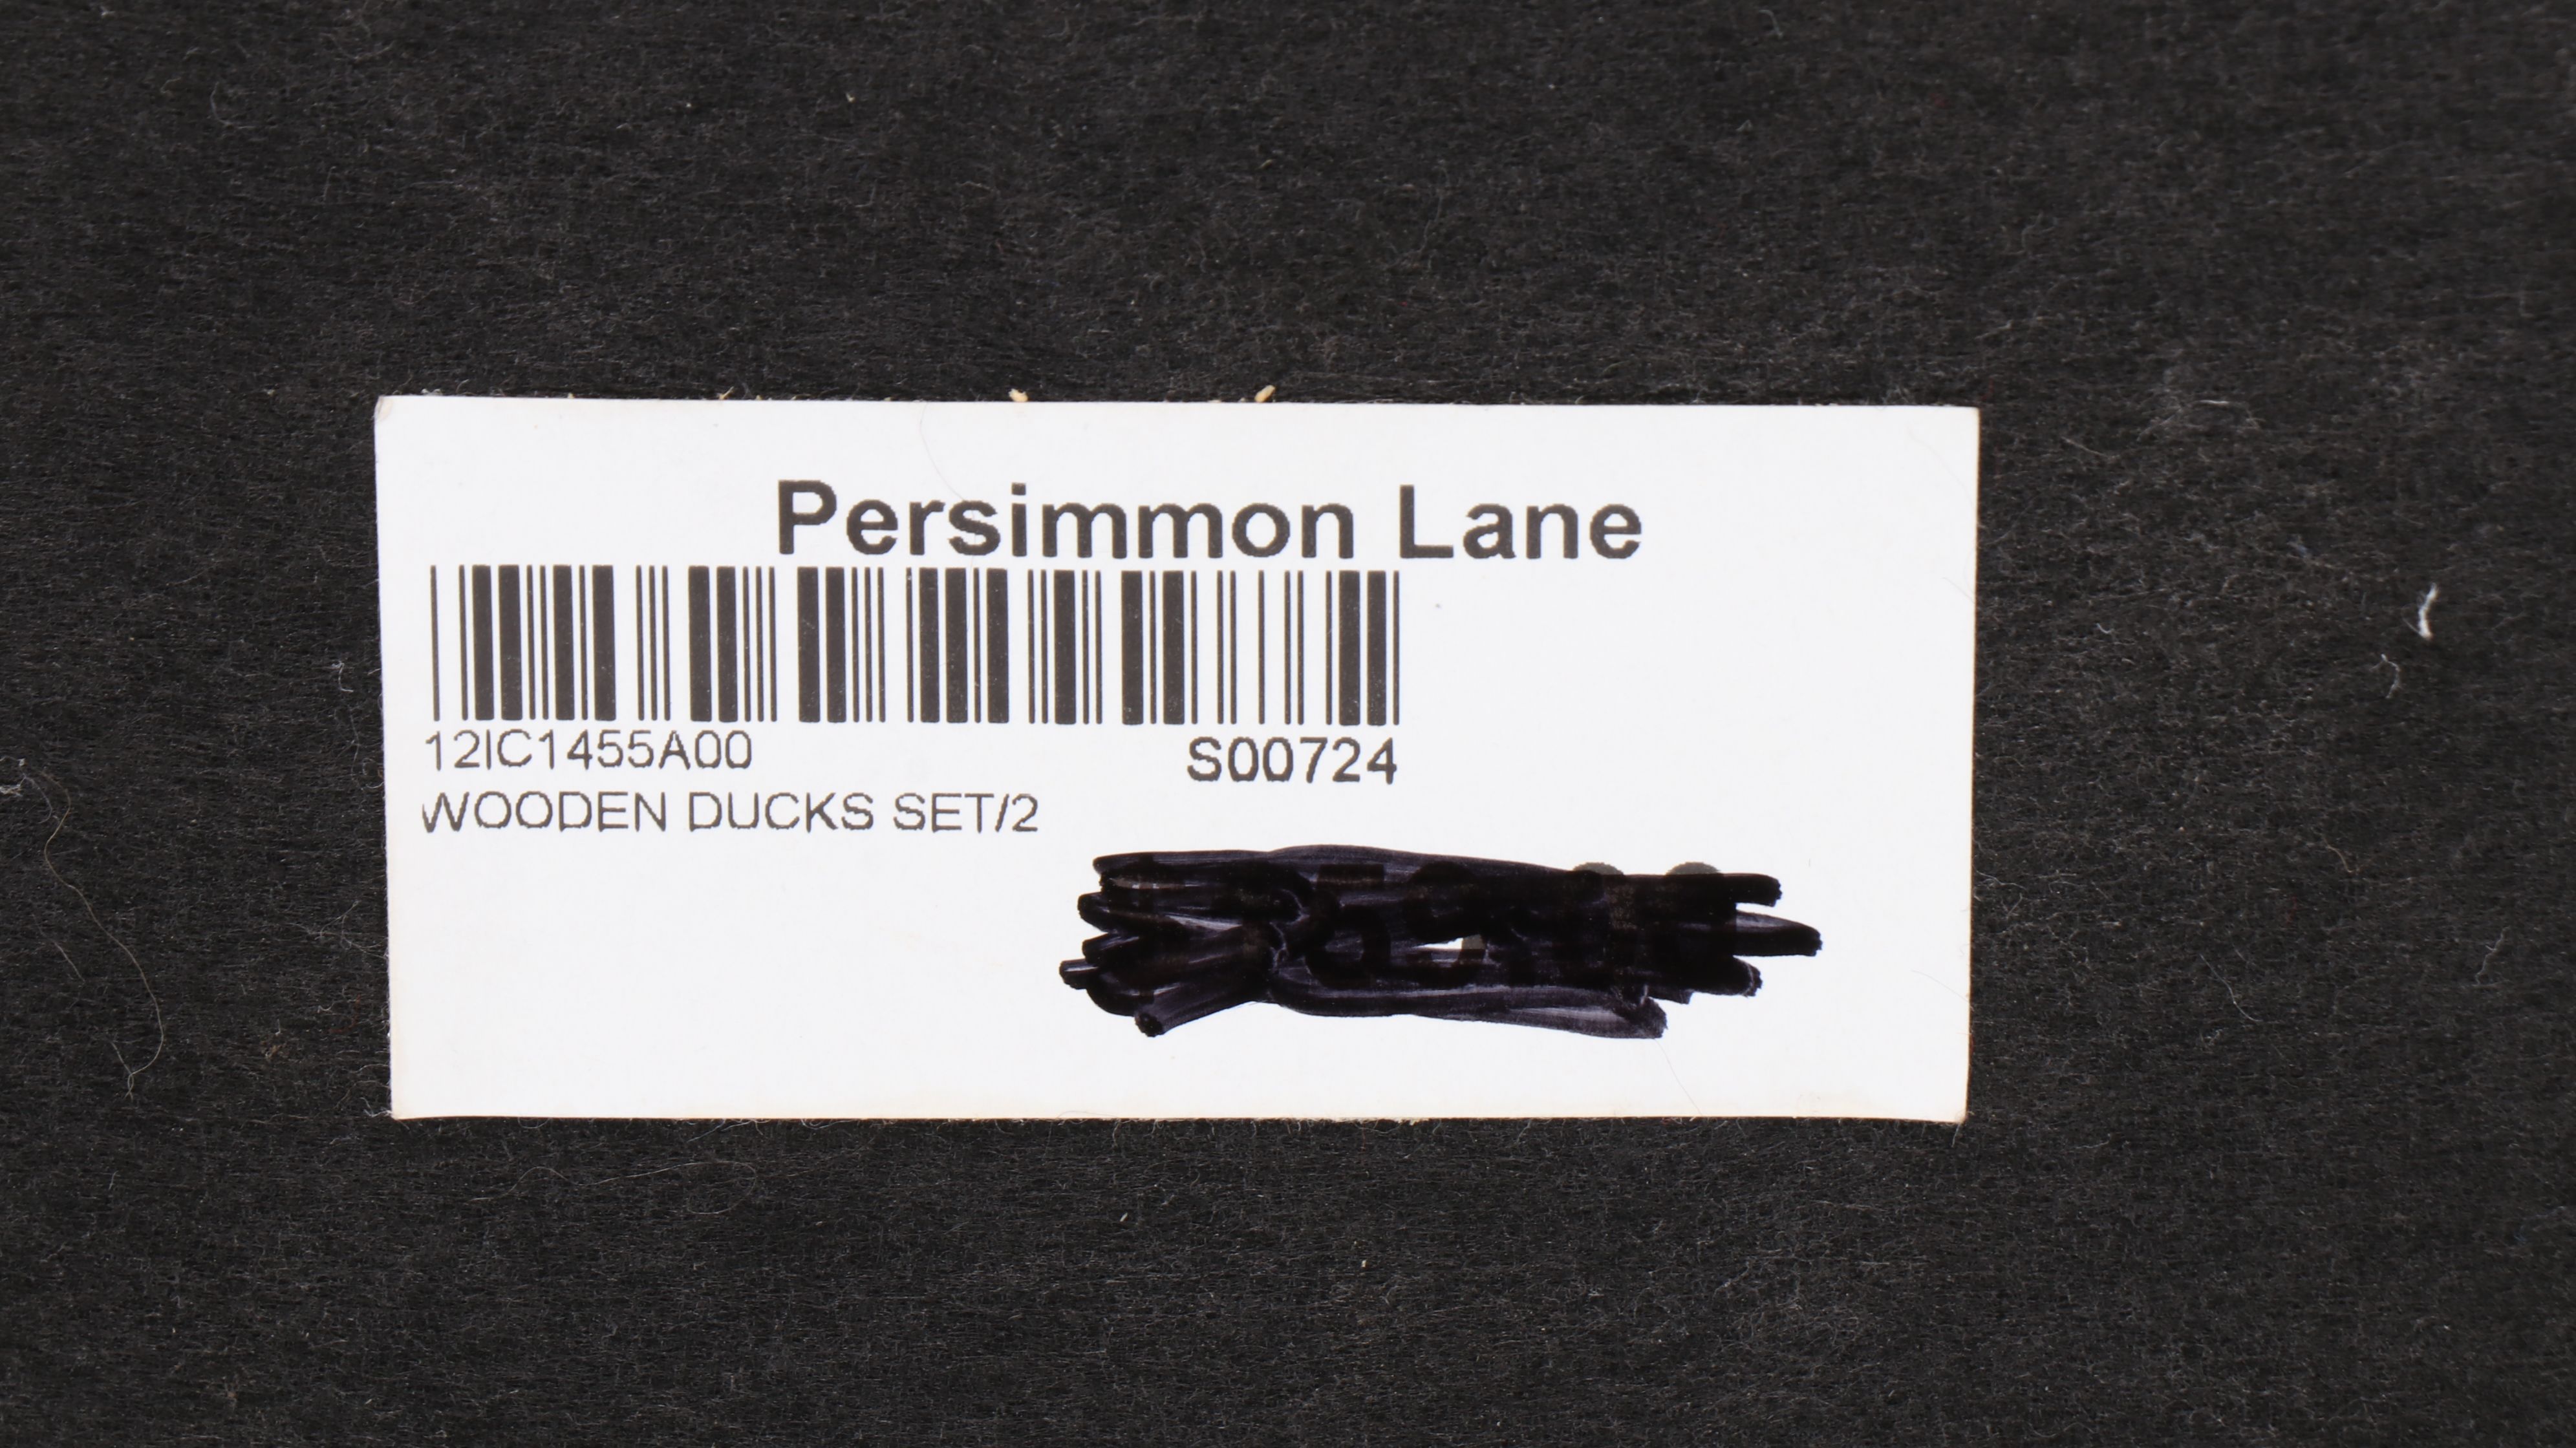 Persimmon Lane
12IC1455A00 S00724
WOODEN DUCKS SET/2